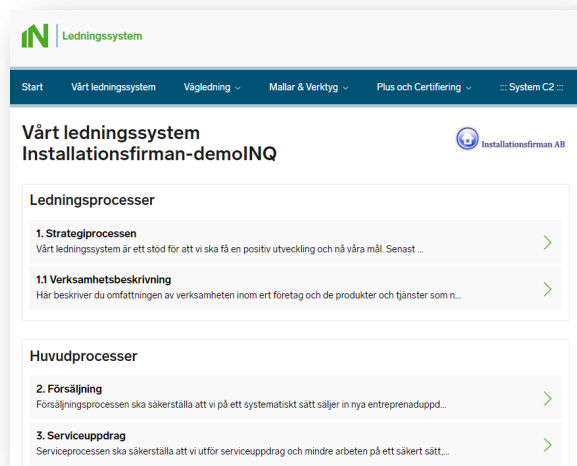 IN Ledningssystem
Start Vårt ledningssystem Vägledning Mallar & Verktyg Plus och Certifiering ::: System C2 :::
Vårt ledningssystem
Installationsfirman-demoINQ
Installationsfirman AB
Ledningsprocesser
1. Strategiprocessen
Vårt ledningssystem är ett stöd för att vi ska få en positiv utveckling och nå våra mål. Senast ...
1.1 Verksamhetsbeskrivning
Här beskriver du omfattningen av verksamheten inom ert företag och de produkter och tjänster som n...
Huvudprocesser
2. Försäljning
Försäljningsprocessen ska säkerställa att vi på ett systematiskt sätt säljer in nya entreprenaduppd...
3. Serviceuppdrag
Serviceprocessen ska säkerställa att vi utför serviceuppdrag och mindre arbeten på ett säkert sätt,...